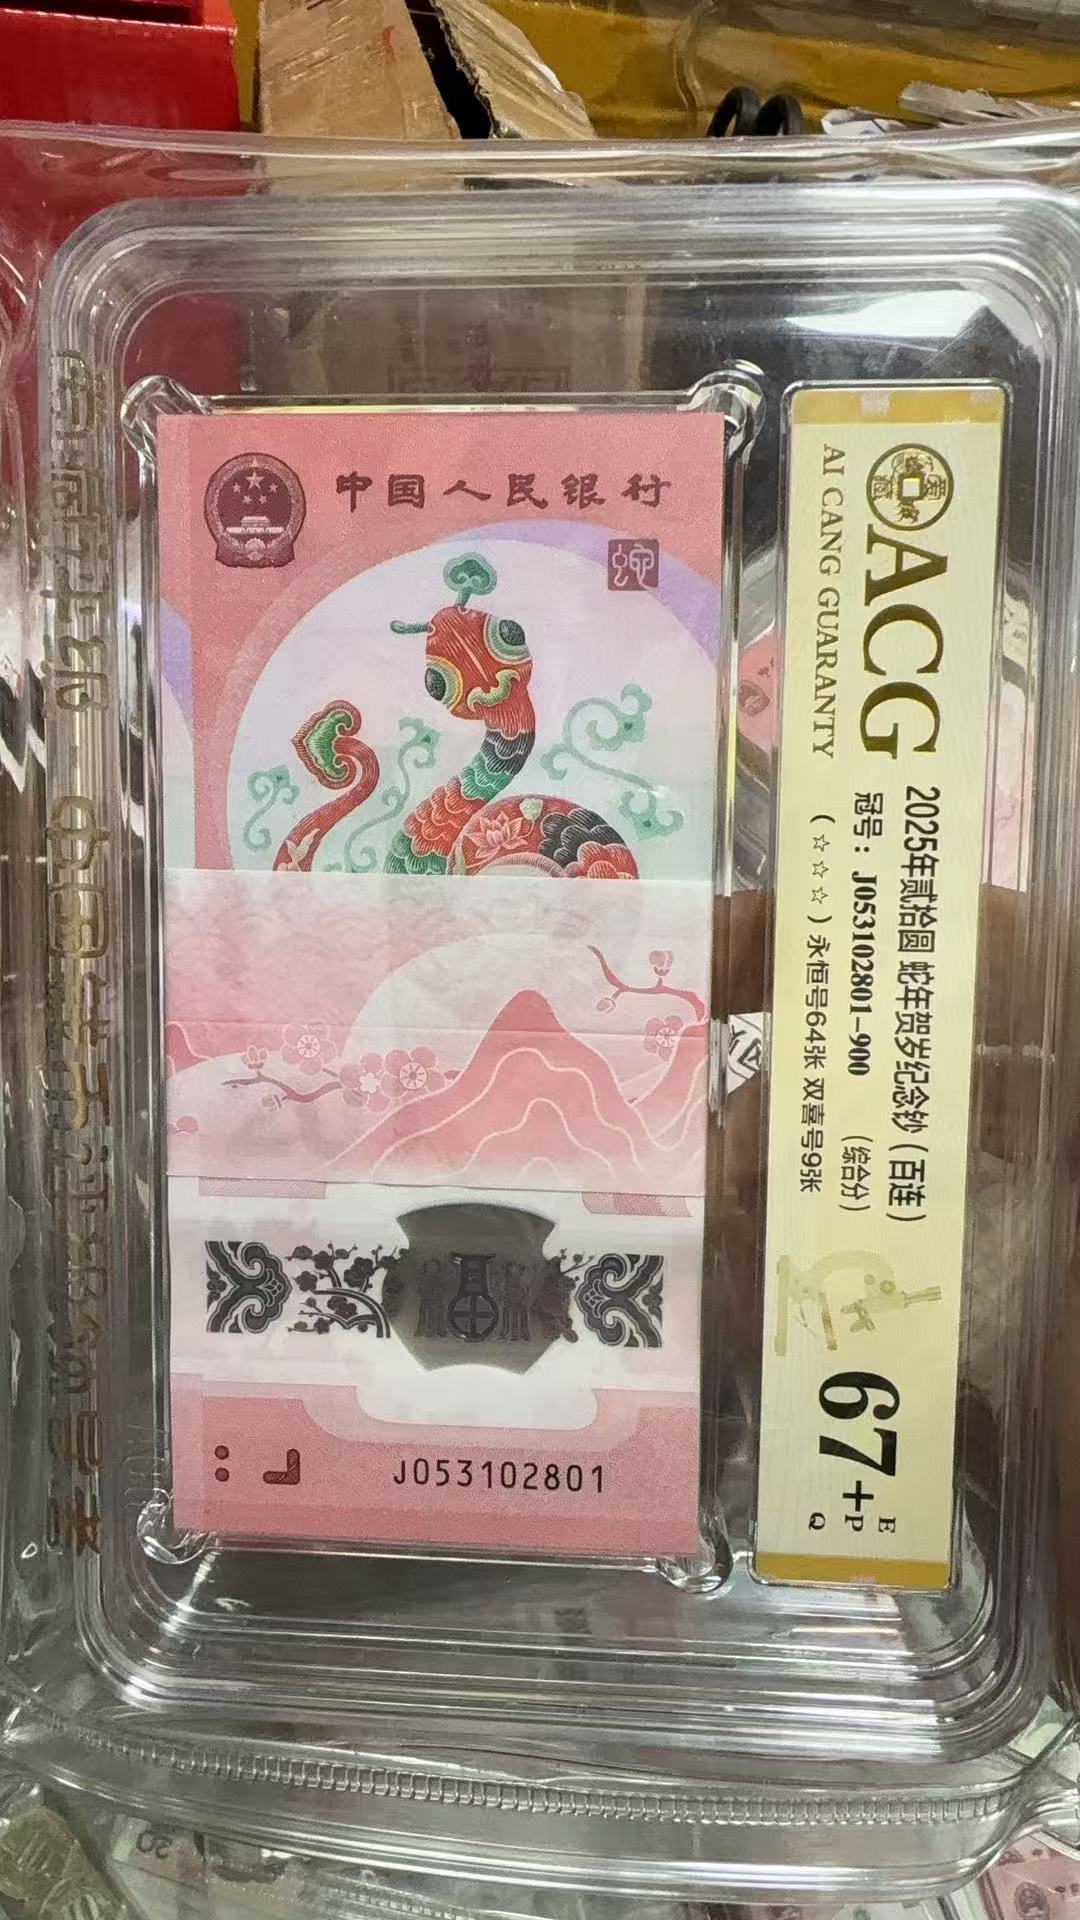 中国人民银行
蛇
J053102801
ACG
AI CANG GUARANTY
2025年贰拾圆 蛇年贺岁纪念钞（百连）
冠号：J053102801-900 （综合分）
（☆☆☆）永恒号64张 双喜号9张
67+
E
P
Q